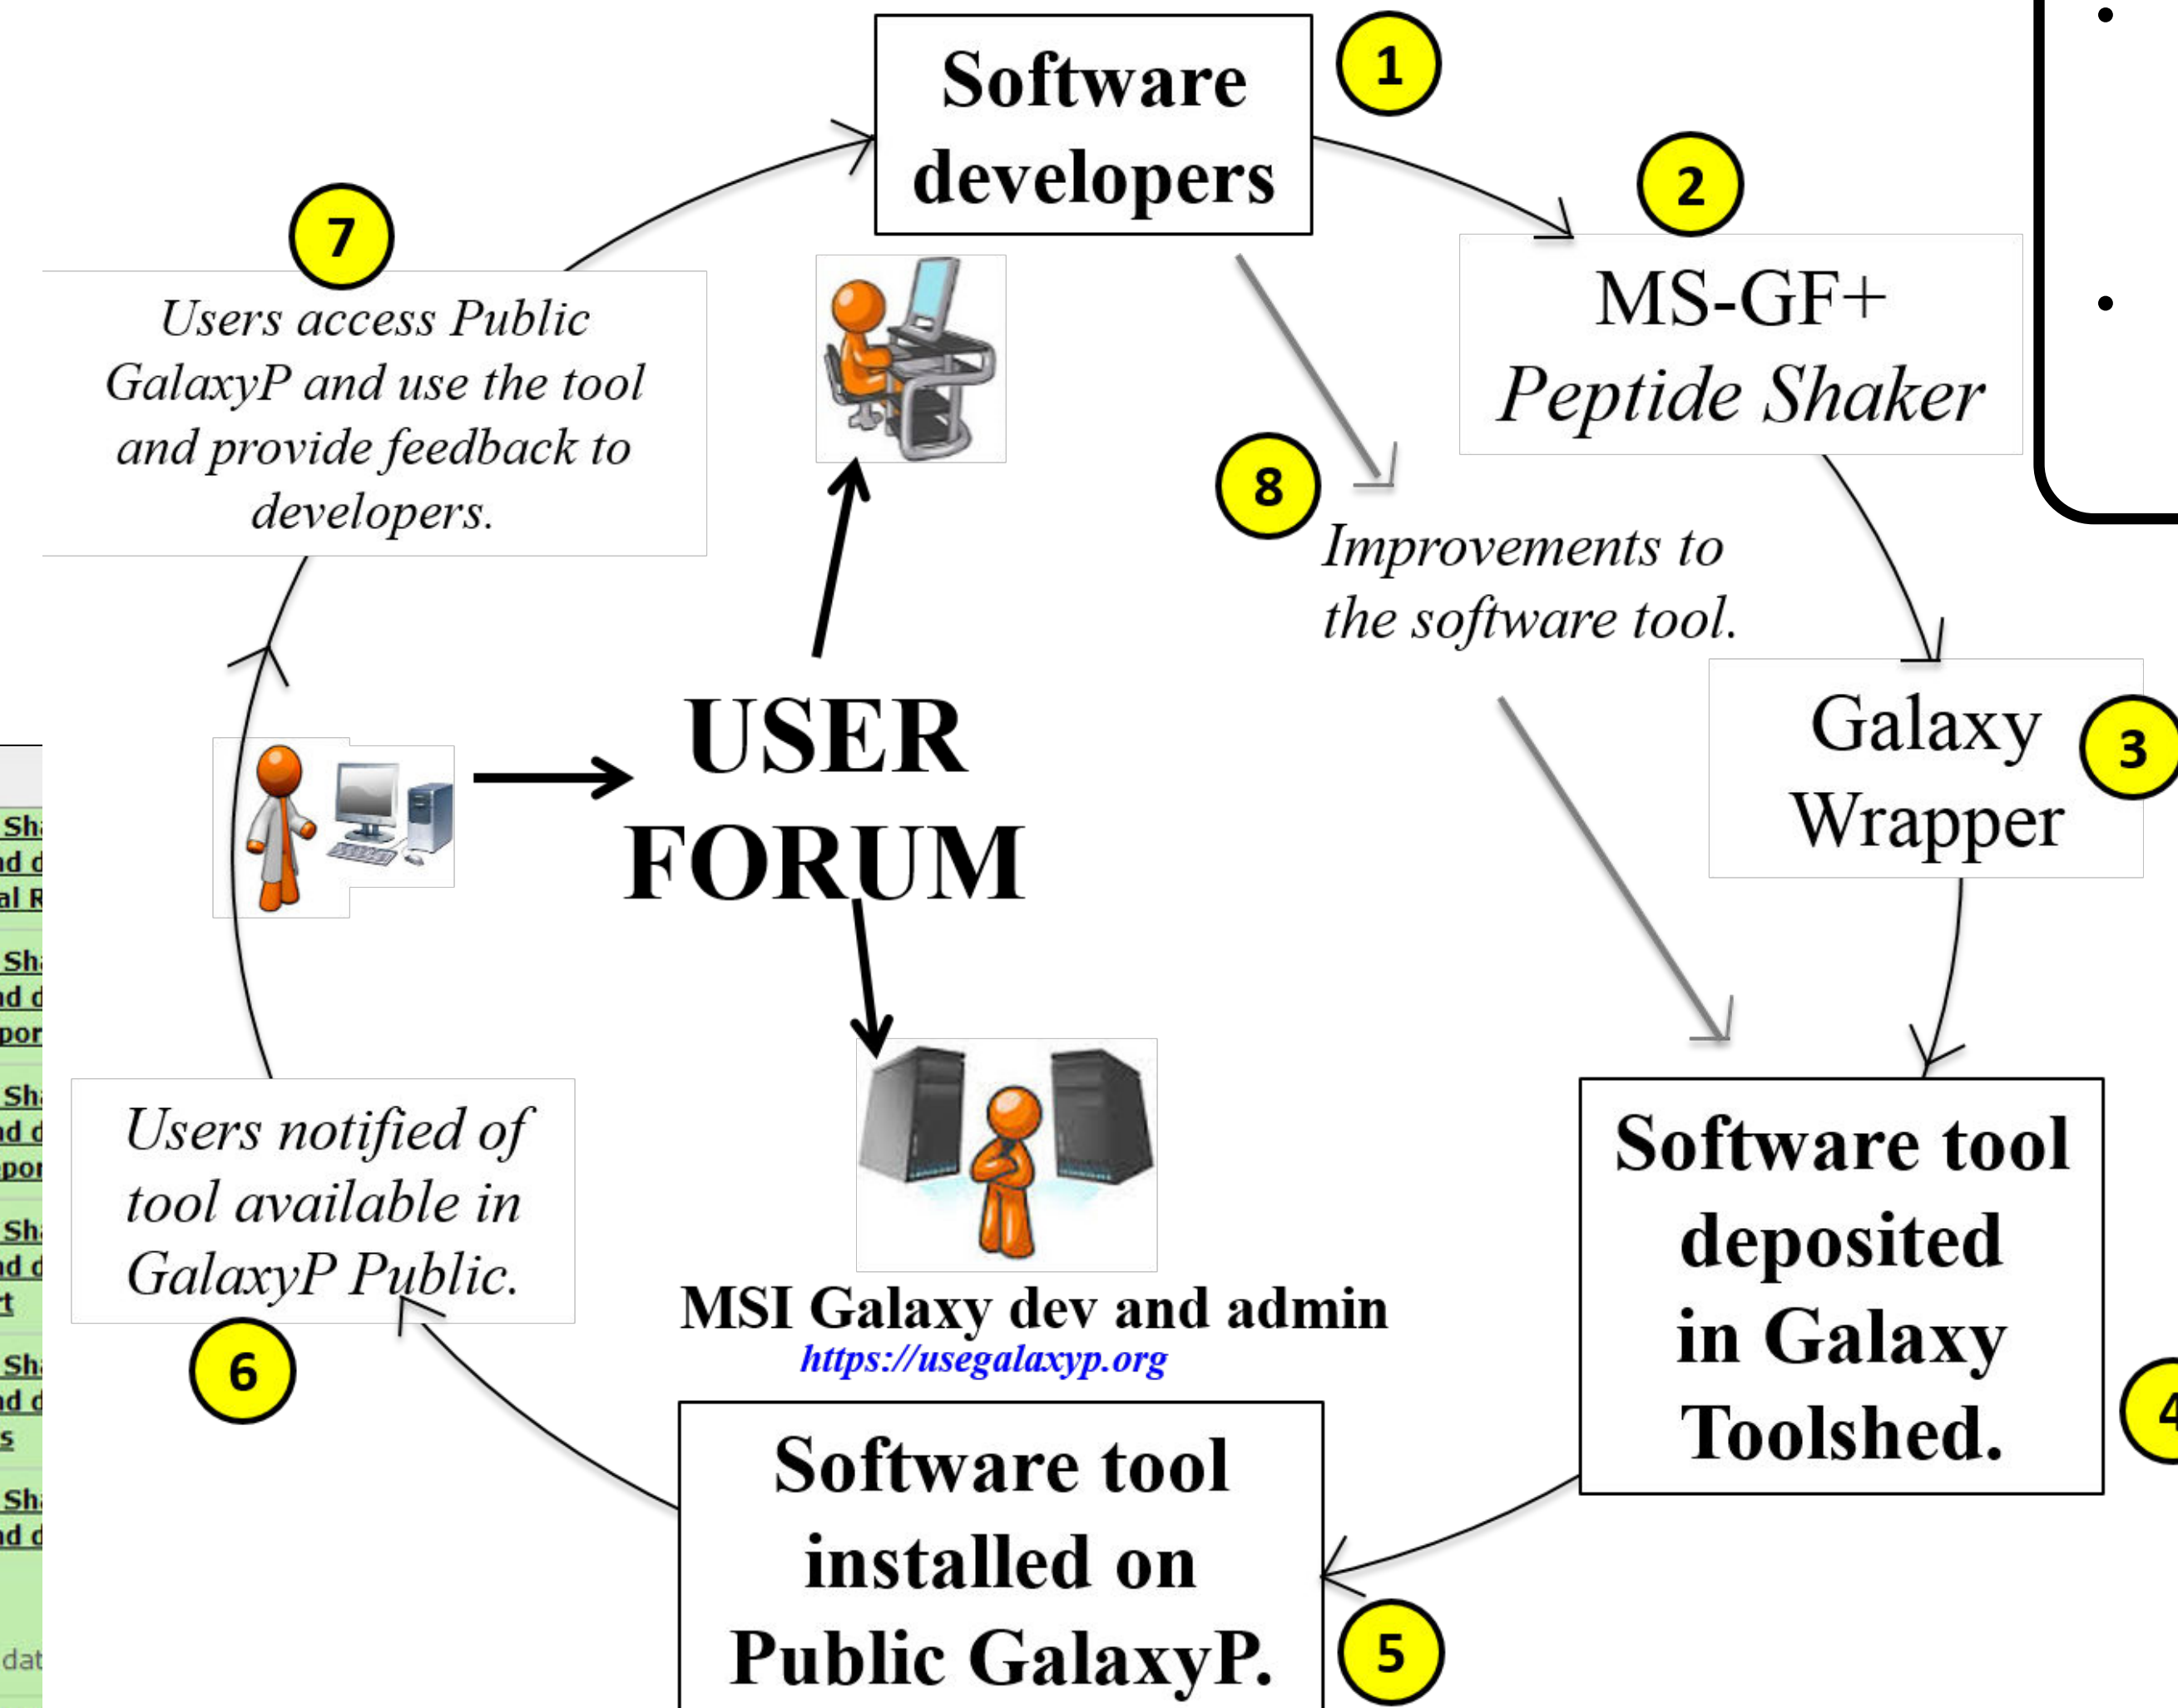 Software
developers
1
2
MS-GF+
Peptide Shaker
7
Users access Public
GalaxyP and use the tool
and provide feedback to
developers.
8
Improvements to
the software tool.
Galaxy
Wrapper
3
USER
FORUM
Software tool
deposited
in Galaxy
Toolshed.
4
Users notified of
tool available in
GalaxyP Public.
6
MSI Galaxy dev and admin
https://usegalaxyp.org
Software tool
installed on
Public GalaxyP.
5